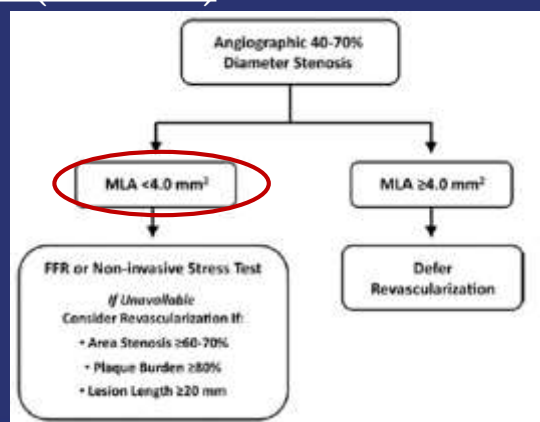 Angiographic 40-70%
Diameter Stenosis
MLA <4.0 mm²
MLA ≥4.0 mm²
FFR or Non-invasive Stress Test
If Unavailable
Consider Revascularization If:
• Area Stenosis ≥60-70%
• Plaque Burden ≥80%
• Lesion Length ≥20 mm
Defer
Revascularization